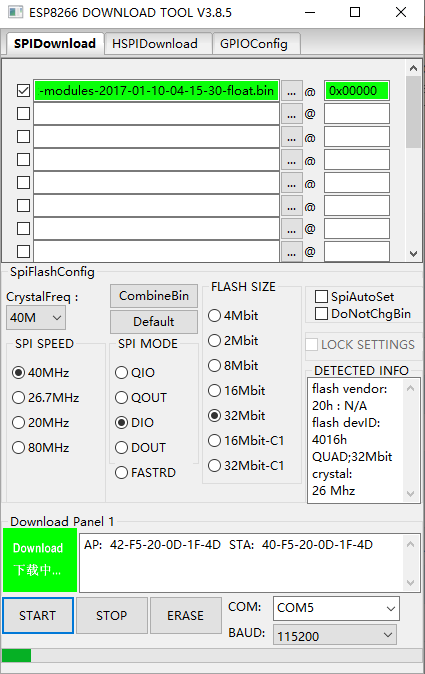 ESP8266 DOWNLOAD TOOL V3.8.5
SPIDownload HSPIDownload GPIOConfig
-modules-2017-01-10-04-15-30-float.bin ... @ 0x00000
... @
... @
... @
... @
... @
... @
... @
SpiFlashConfig
CrystalFreq :
40M
CombineBin
Default
SPI SPEED
40MHz
26.7MHz
20MHz
80MHz
SPI MODE
QIO
QOUT
DIO
DOUT
FASTRD
FLASH SIZE
4Mbit
2Mbit
8Mbit
16Mbit
32Mbit
16Mbit-C1
32Mbit-C1
SpiAutoSet
DoNotChgBin
LOCK SETTINGS
DETECTED INFO
flash vendor:
20h : N/A
flash devID:
4016h
QUAD;32Mbit
crystal:
26 Mhz
Download Panel 1
Download
下载中...
AP: 42-F5-20-0D-1F-4D STA: 40-F5-20-0D-1F-4D
START STOP ERASE
COM: COM5
BAUD: 115200